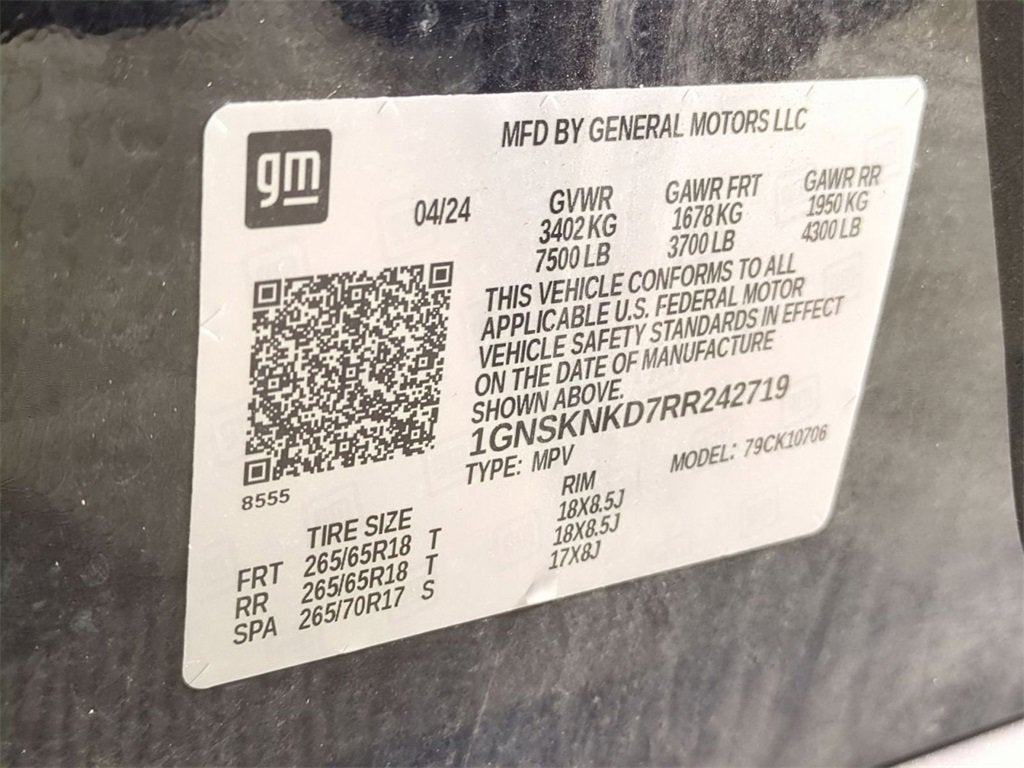 gm
MFD BY GENERAL MOTORS LLC
04/24
GVWR
3402 KG
7500 LB
GAWR FRT
1678 KG
3700 LB
GAWR RR
1950 KG
4300 LB
THIS VEHICLE CONFORMS TO ALL
APPLICABLE U.S. FEDERAL MOTOR
VEHICLE SAFETY STANDARDS IN EFFECT
ON THE DATE OF MANUFACTURE
SHOWN ABOVE.
1GNSKNKD7RR242719
TYPE: MPV MODEL: 79CK10706
8555
TIRE SIZE RIM
FRT 265/65R18 T 18X8.5J
RR 265/65R18 T 18X8.5J
SPA 265/70R17 S 17X8J